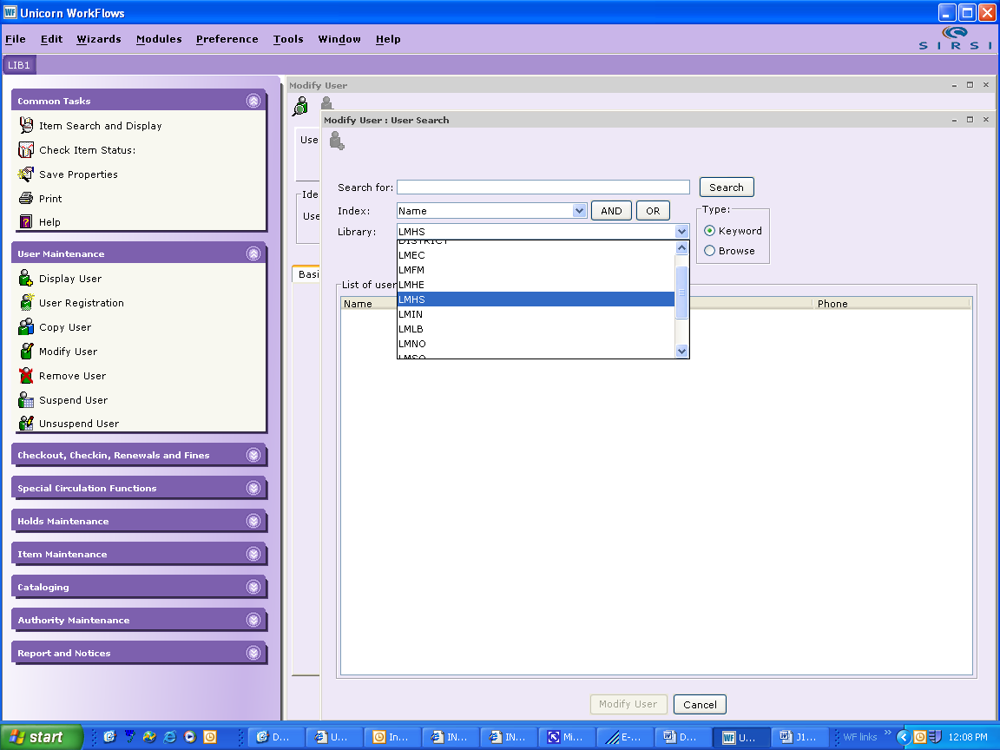 Unicorn WorkFlows
File Edit Wizards Modules Preference Tools Window Help
SIRSI
LIB1
Common Tasks
Item Search and Display
Check Item Status:
Save Properties
Print
Help
User Maintenance
Display User
User Registration
Copy User
Modify User
Remove User
Suspend User
Unsuspend User
Checkout, Checkin, Renewals and Fines
Special Circulation Functions
Holds Maintenance
Item Maintenance
Cataloging
Authority Maintenance
Report and Notices
Modify User
Use
Ide
Use
Basi
Modify User : User Search
Search for: Search
Index: Name AND OR
Library: LMHS
Type:
Keyword
Browse
DISTRICT
LMEC
LMFM
LMHE
LMHS
LMIN
LMLB
LMNO
LMSO
List of user
Name Phone
Modify User Cancel
start D... U... In... IN... IN... Mi... E-... D... U... J1... WF links 12:08 PM